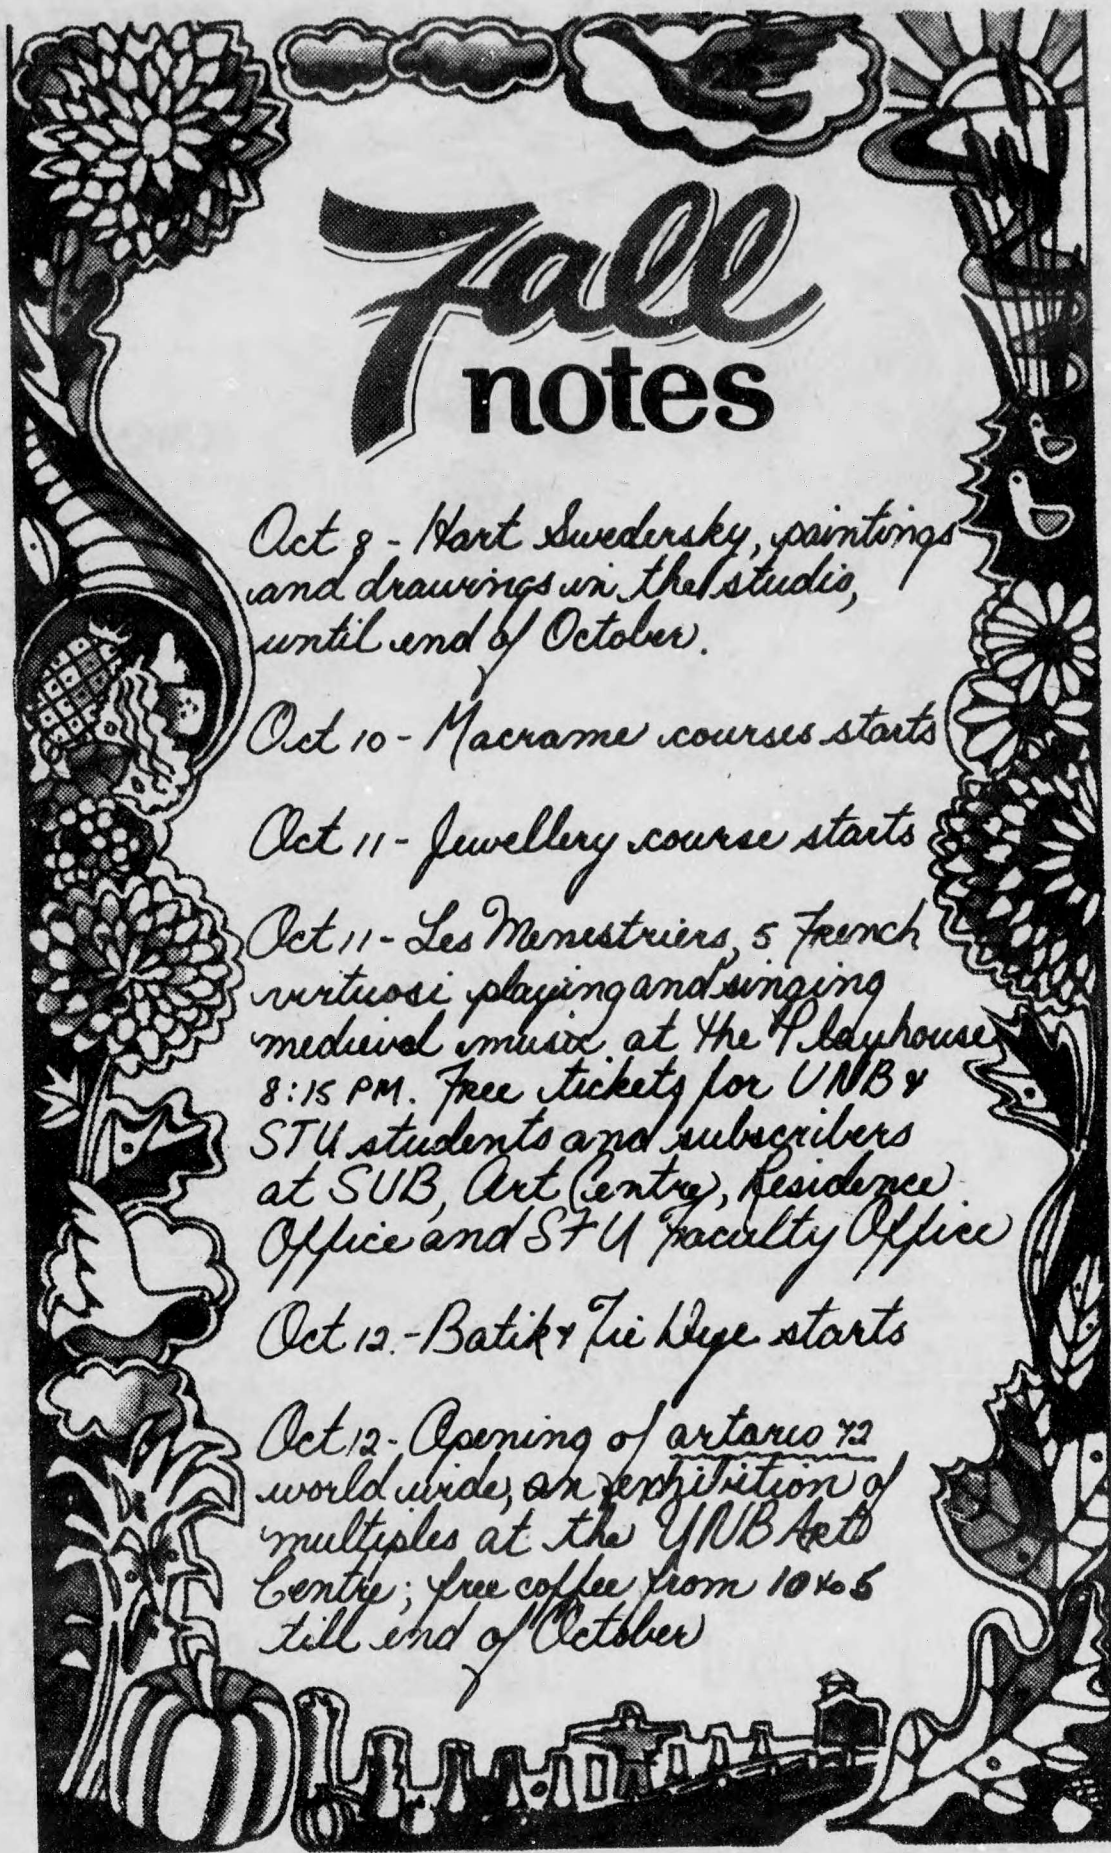 Fall
notes
Oct 8 - Hart Swedersky, paintings
and drawings in the studio,
until end of October.
Oct 10 - Macrame courses starts
Oct 11 - Jewellery course starts
Oct 11 - Les Menestriers, 5 French
virtuosi playing and singing
medieval music at the Playhouse
8:15 PM. Free tickets for UNB &
STU students and subscribers
at SUB, Art Centre, Residence
Office and STU Faculty Office
Oct 12. - Batik & Tie Dye starts
Oct 12 - Opening of artario 72
world wide, an exhibition of
multiples at the UNB Art
Centre; free coffee from 10 to 5
till end of October